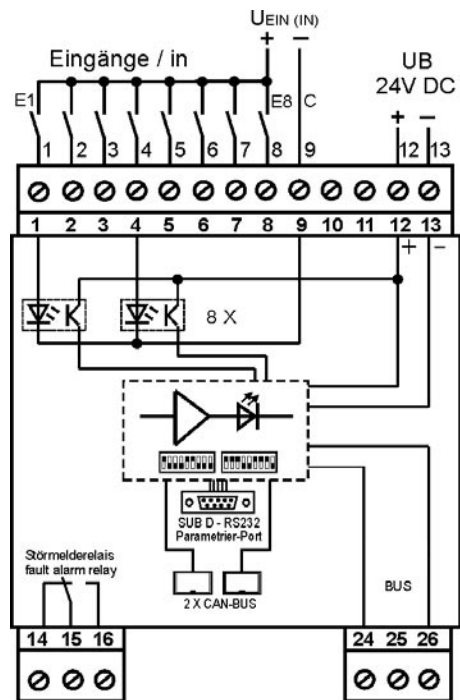 UEIN (IN)
+ −
Eingänge / in
UB
24V DC
E1 E8 C + −
1 2 3 4 5 6 7 8 9 12 13
1 2 3 4 5 6 7 8 9 10 11 12 13
+ −
8 X
SUB D - RS232
Parametrier-Port
Störmelderelais
fault alarm relay
2 X CAN-BUS
BUS
14 15 16 24 25 26